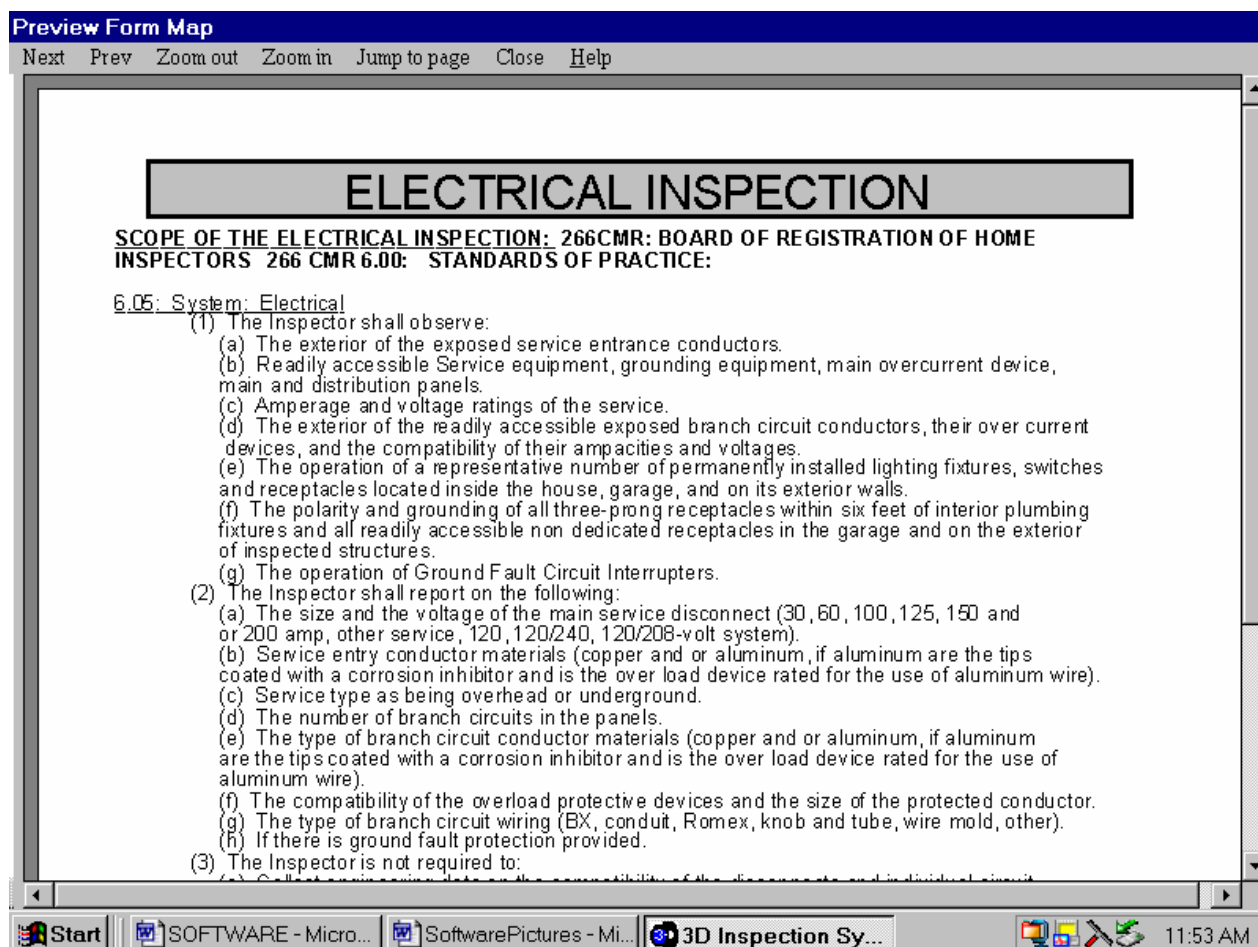 Preview Form Map
Next Prev Zoom out Zoom in Jump to page Close Help
ELECTRICAL INSPECTION
SCOPE OF THE ELECTRICAL INSPECTION: 266CMR: BOARD OF REGISTRATION OF HOME
INSPECTORS 266 CMR 6.00: STANDARDS OF PRACTICE:
6.05: System: Electrical
(1) The Inspector shall observe:
(a) The exterior of the exposed service entrance conductors.
(b) Readily accessible Service equipment, grounding equipment, main overcurrent device,
main and distribution panels.
(c) Amperage and voltage ratings of the service.
(d) The exterior of the readily accessible exposed branch circuit conductors, their over current
devices, and the compatibility of their ampacities and voltages.
(e) The operation of a representative number of permanently installed lighting fixtures, switches
and receptacles located inside the house, garage, and on its exterior walls.
(f) The polarity and grounding of all three-prong receptacles within six feet of interior plumbing
fixtures and all readily accessible non dedicated receptacles in the garage and on the exterior
of inspected structures.
(g) The operation of Ground Fault Circuit Interrupters.
(2) The Inspector shall report on the following:
(a) The size and the voltage of the main service disconnect (30, 60, 100, 125, 150 and
or 200 amp, other service, 120, 120/240, 120/208-volt system).
(b) Service entry conductor materials (copper and or aluminum, if aluminum are the tips
coated with a corrosion inhibitor and is the over load device rated for the use of aluminum wire).
(c) Service type as being overhead or underground.
(d) The number of branch circuits in the panels.
(e) The type of branch circuit conductor materials (copper and or aluminum, if aluminum
are the tips coated with a corrosion inhibitor and is the over load device rated for the use of
aluminum wire).
(f) The compatibility of the overload protective devices and the size of the protected conductor.
(g) The type of branch circuit wiring (BX, conduit, Romex, knob and tube, wire mold, other).
(h) If there is ground fault protection provided.
(3) The Inspector is not required to:
(a) Collect engineering data on the compatibility of the disconnects and individual circuit
Start SOFTWARE - Micro... SoftwarePictures - Mi... 3D Inspection Sy... 11:53 AM